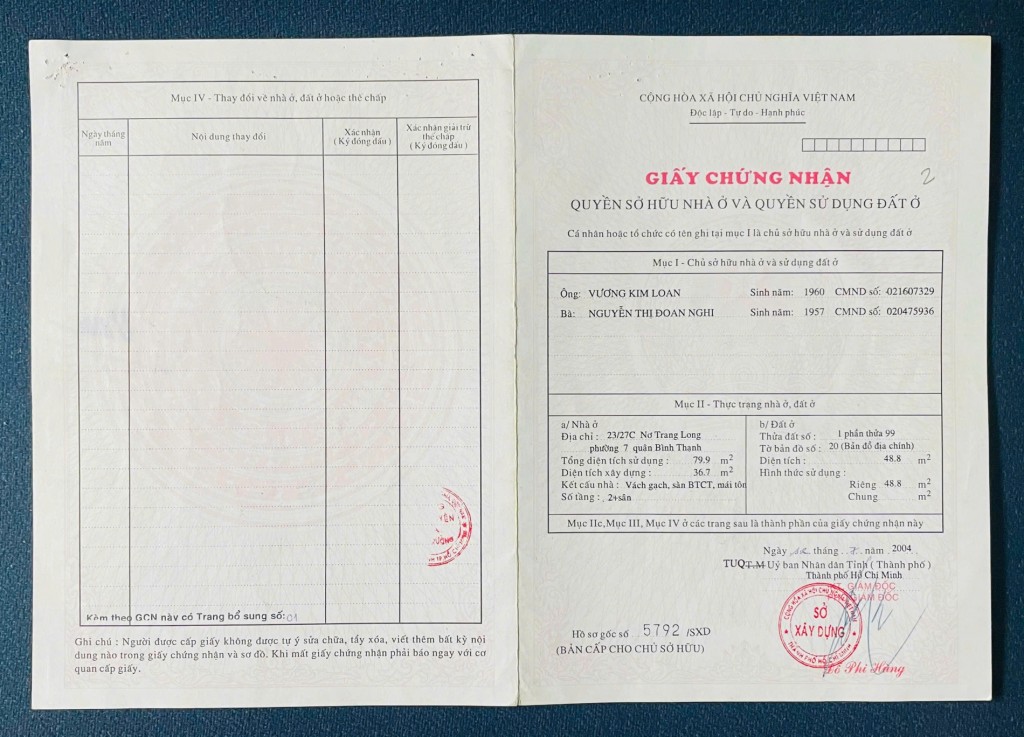 Mục IV - Thay đổi về nhà ở, đất ở hoặc thế chấp
Ngày tháng năm
Nội dung thay đổi
Xác nhận (Ký đóng dấu)
Xác nhận giải trừ thế chấp (Ký đóng dấu)
Kèm theo GCN này có Trang bổ sung số: 01
Ghi chú : Người được cấp giấy không được tự ý sửa chữa, tẩy xóa, viết thêm bất kỳ nội
dung nào trong giấy chứng nhận và sơ đồ. Khi mất giấy chứng nhận phải báo ngay với cơ
quan cấp giấy.
CỘNG HÒA XÃ HỘI CHỦ NGHĨA VIỆT NAM
Độc lập - Tự do - Hạnh phúc
GIẤY CHỨNG NHẬN
2
QUYỀN SỞ HỮU NHÀ Ở VÀ QUYỀN SỬ DỤNG ĐẤT Ở
Cá nhân hoặc tổ chức có tên ghi tại mục I là chủ sở hữu nhà ở và sử dụng đất ở
Mục I - Chủ sở hữu nhà ở và sử dụng đất ở
Ông: VƯƠNG KIM LOAN Sinh năm: 1960 CMND số: 021607329
Bà: NGUYỄN THỊ ĐOAN NGHI Sinh năm: 1957 CMND số: 020475936
Mục II - Thực trạng nhà ở, đất ở
a/ Nhà ở
Địa chỉ : 23/27C Nơ Trang Long
phường 7 quận Bình Thạnh
Tổng diện tích sử dụng : 79.9 m2
Diện tích xây dựng : 36.7 m2
Kết cấu nhà : Vách gạch, sàn BTCT, mái tôn
Số tầng : 2+sân
b/ Đất ở
Thửa đất số : 1 phần thửa 99
Tờ bản đồ số : 20 (Bản đồ địa chính)
Diện tích : 48.8 m2
Hình thức sử dụng :
Riêng 48.8 m2
Chung m2
Mục IIc,Mục III, Mục IV ở các trang sau là thành phần của giấy chứng nhận này
Ngày tháng 7 năm 2004
TUQ T.M Uỷ ban Nhân dân Tỉnh ( Thành phố )
Thành phố Hồ Chí Minh
GIÁM ĐỐC
GIÁM ĐỐC
SỞ
XÂY DỰNG
THÀNH PHỐ HỒ CHÍ MINH
Hồ sơ gốc số 5792 /SXD
(BẢN CẤP CHO CHỦ SỞ HỮU)
Phi Hùng